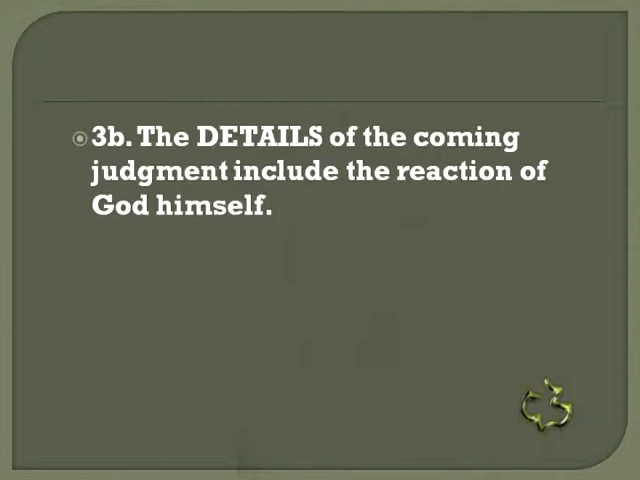 3b. The DETAILS of the coming
judgment include the reaction of
God himself.